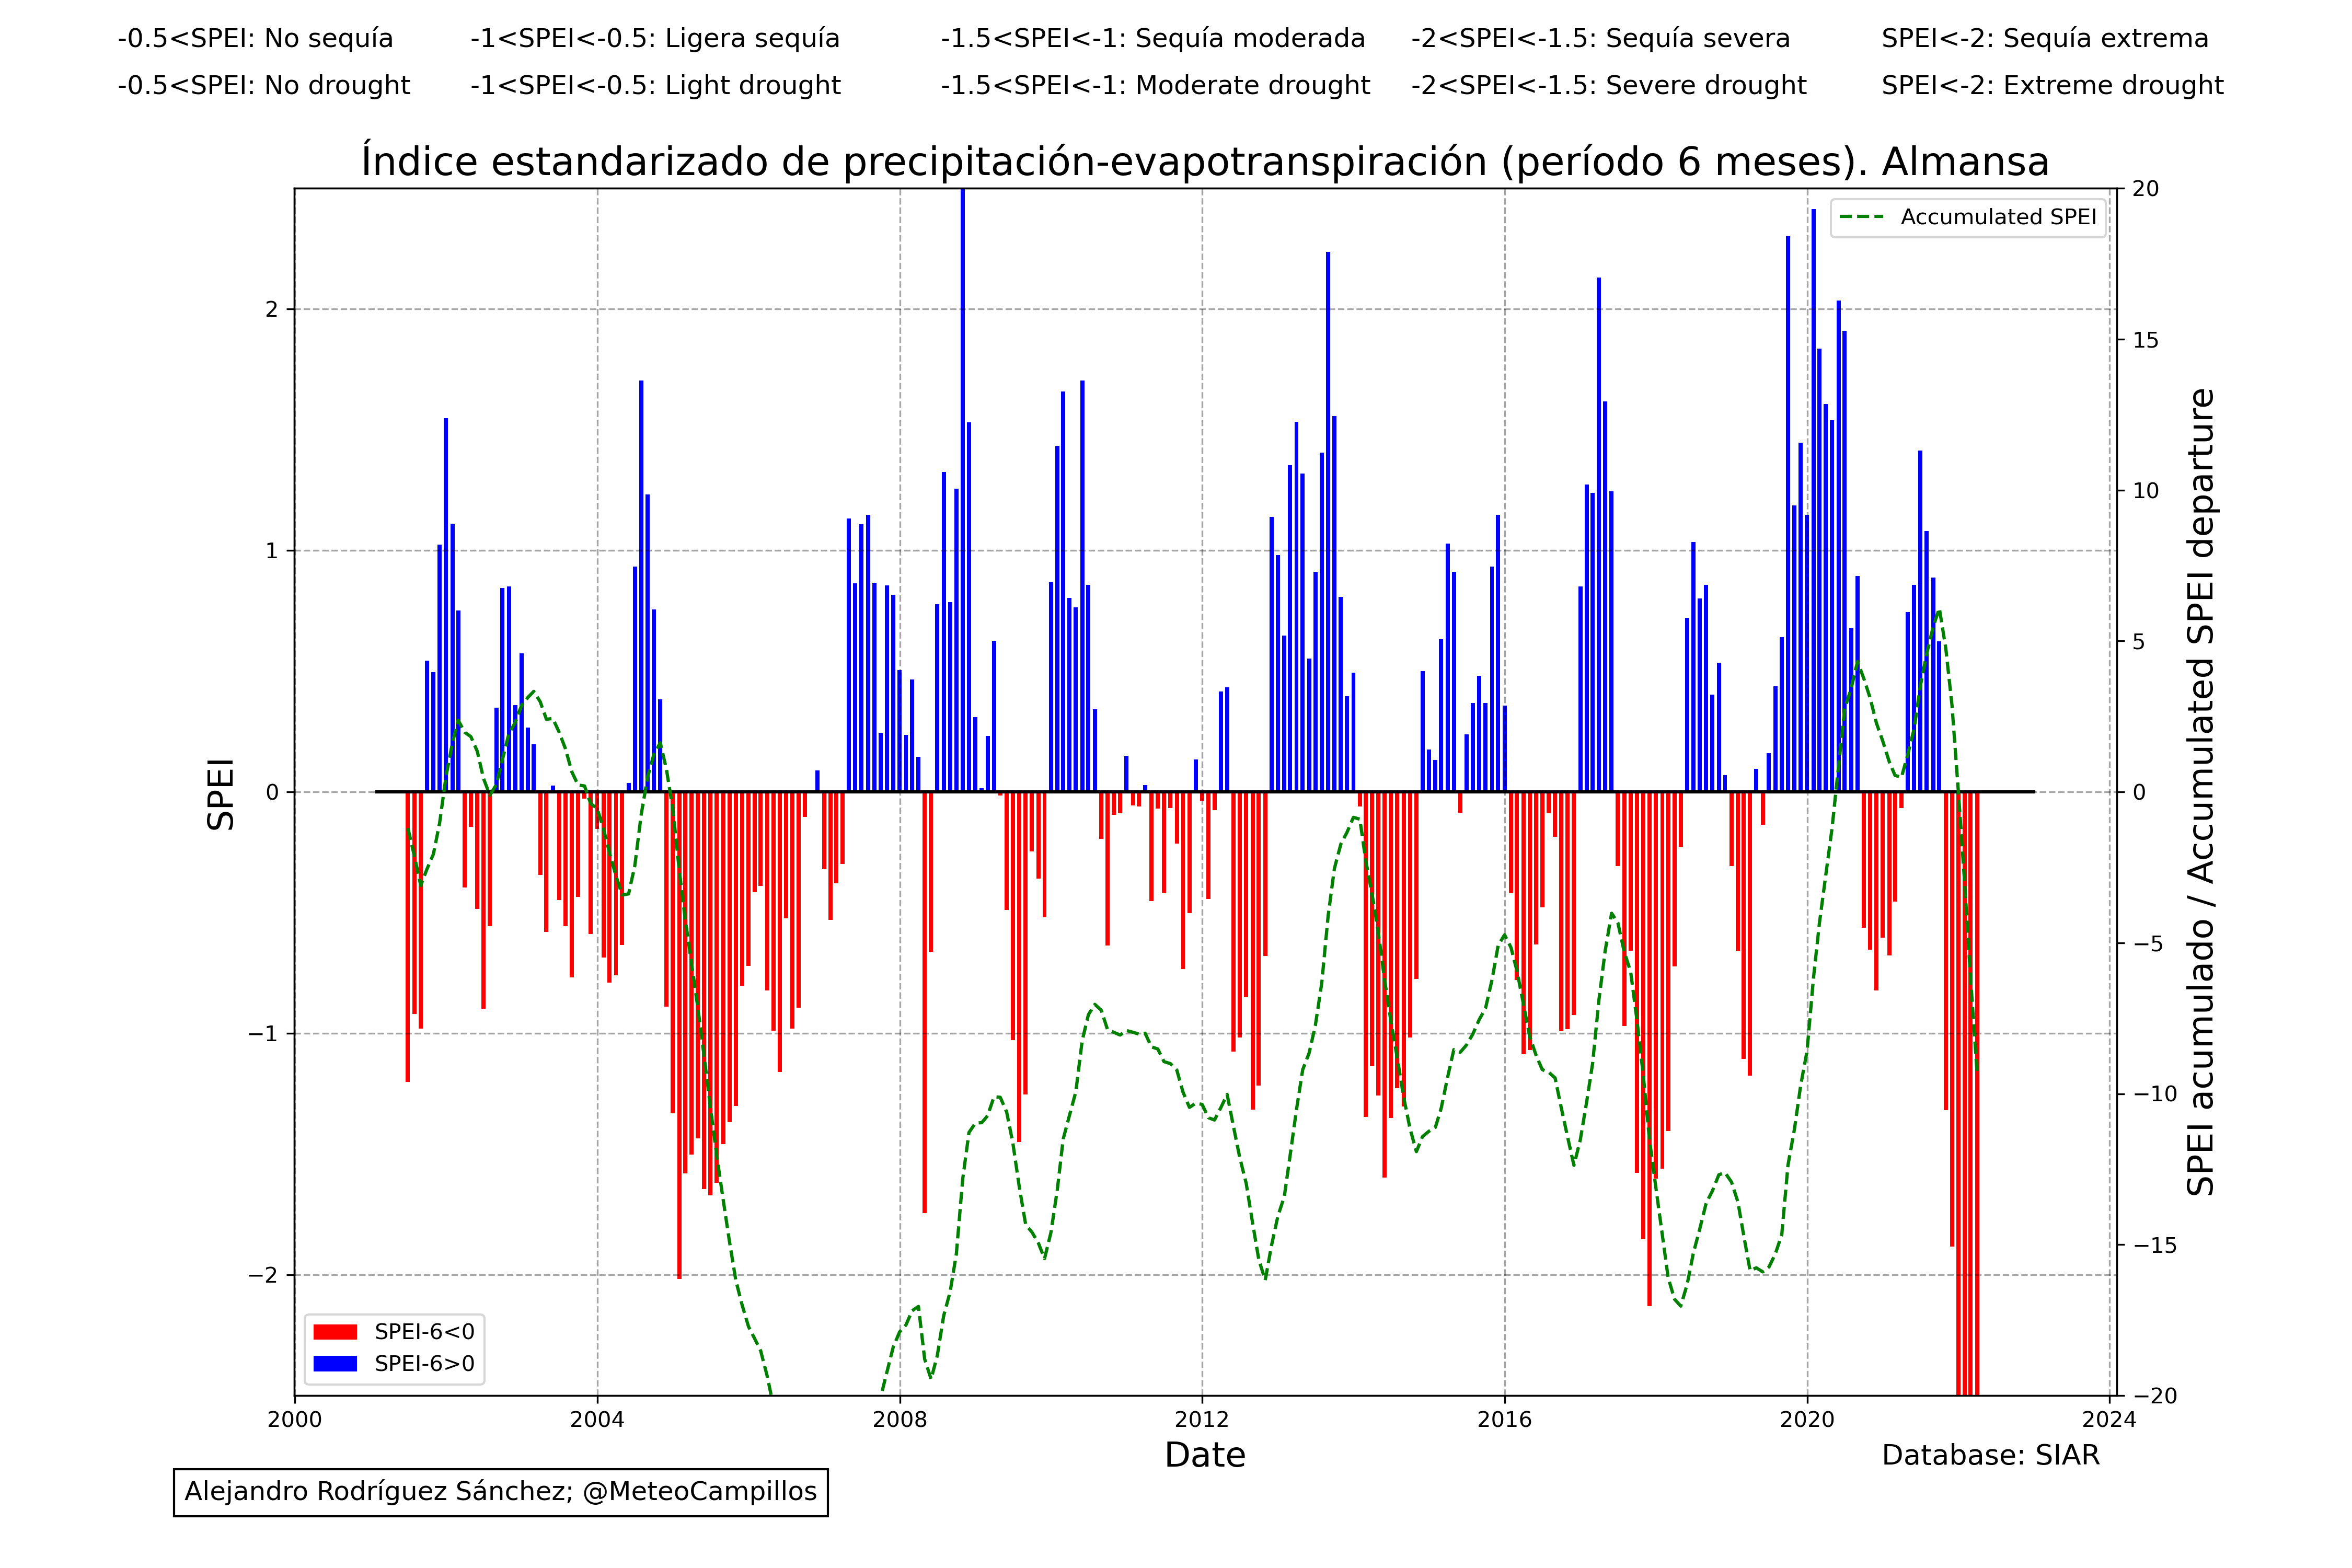 -0.5<SPEI: No sequía -1<SPEI<-0.5: Ligera sequía -1.5<SPEI<-1: Sequía moderada -2<SPEI<-1.5: Sequía severa SPEI<-2: Sequía extrema
-0.5<SPEI: No drought -1<SPEI<-0.5: Light drought -1.5<SPEI<-1: Moderate drought -2<SPEI<-1.5: Severe drought SPEI<-2: Extreme drought
Índice estandarizado de precipitación-evapotranspiración (período 6 meses). Almansa
Accumulated SPEI
SPEI
2
1
0
−1
−2
20
15
10
5
0
−5
−10
−15
−20
SPEI acumulado / Accumulated SPEI departure
SPEI-6<0
SPEI-6>0
2000 2004 2008 2012 2016 2020 2024
Date
Database: SIAR
Alejandro Rodríguez Sánchez; @MeteoCampillos